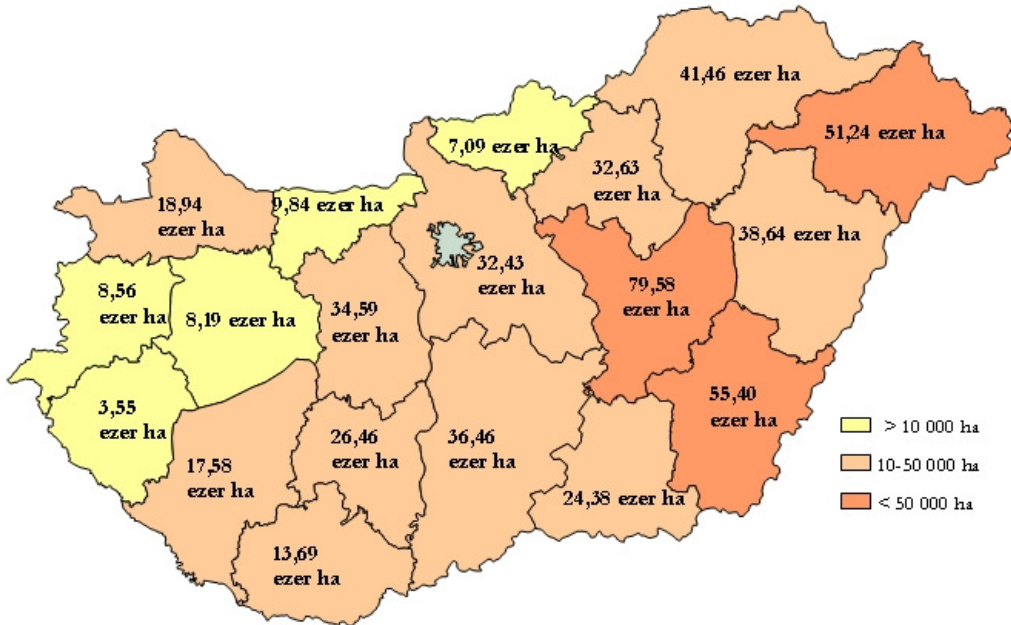 41,46 ezer ha
51,24 ezer ha
7,09 ezer ha
32,63
ezer ha
18,94
ezer ha
9,84 ezer ha
38,64 ezer ha
32,43
ezer ha
79,58
ezer ha
8,56
ezer ha
8,19 ezer ha
34,59
ezer ha
3,55
ezer ha
55,40
ezer ha
26,46
ezer ha
36,46
ezer ha
17,58
ezer ha
24,38 ezer ha
13,69
ezer ha
> 10 000 ha
10-50 000 ha
< 50 000 ha